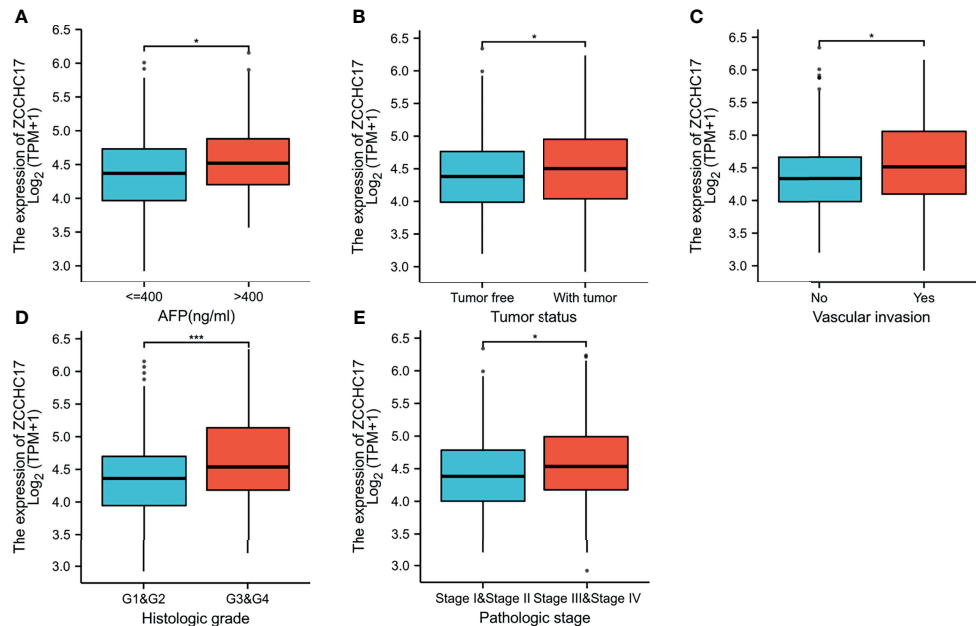 A
The expression of ZCCHC17
Log2 (TPM+1)
6.5
6.0
5.5
5.0
4.5
4.0
3.5
3.0
*
<=400
>400
AFP(ng/ml)
B
The expression of ZCCHC17
Log2 (TPM+1)
6.5
6.0
5.5
5.0
4.5
4.0
3.5
3.0
*
Tumor free
With tumor
Tumor status
C
The expression of ZCCHC17
Log2 (TPM+1)
6.5
6.0
5.5
5.0
4.5
4.0
3.5
3.0
*
No
Yes
Vascular invasion
D
The expression of ZCCHC17
Log2 (TPM+1)
6.5
6.0
5.5
5.0
4.5
4.0
3.5
3.0
***
G1&G2
G3&G4
Histologic grade
E
The expression of ZCCHC17
Log2 (TPM+1)
6.5
6.0
5.5
5.0
4.5
4.0
3.5
3.0
*
Stage I&Stage II
Stage III&Stage IV
Pathologic stage